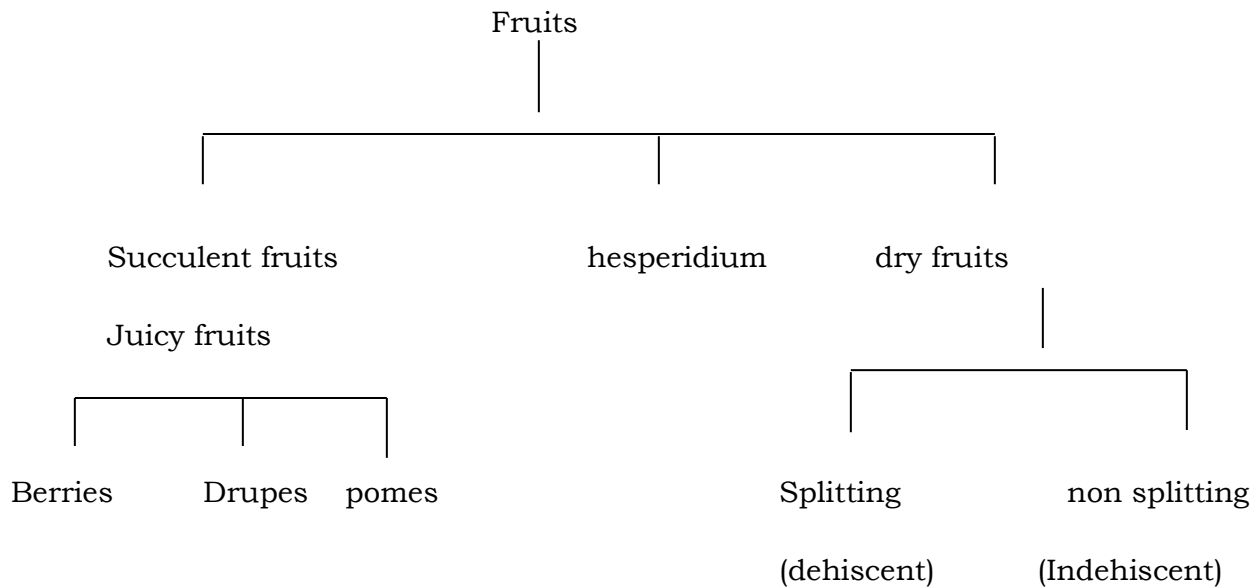 Fruits
Succulent fruits hesperidium dry fruits
Juicy fruits
Berries Drupes pomes Splitting non splitting
(dehiscent) (Indehiscent)